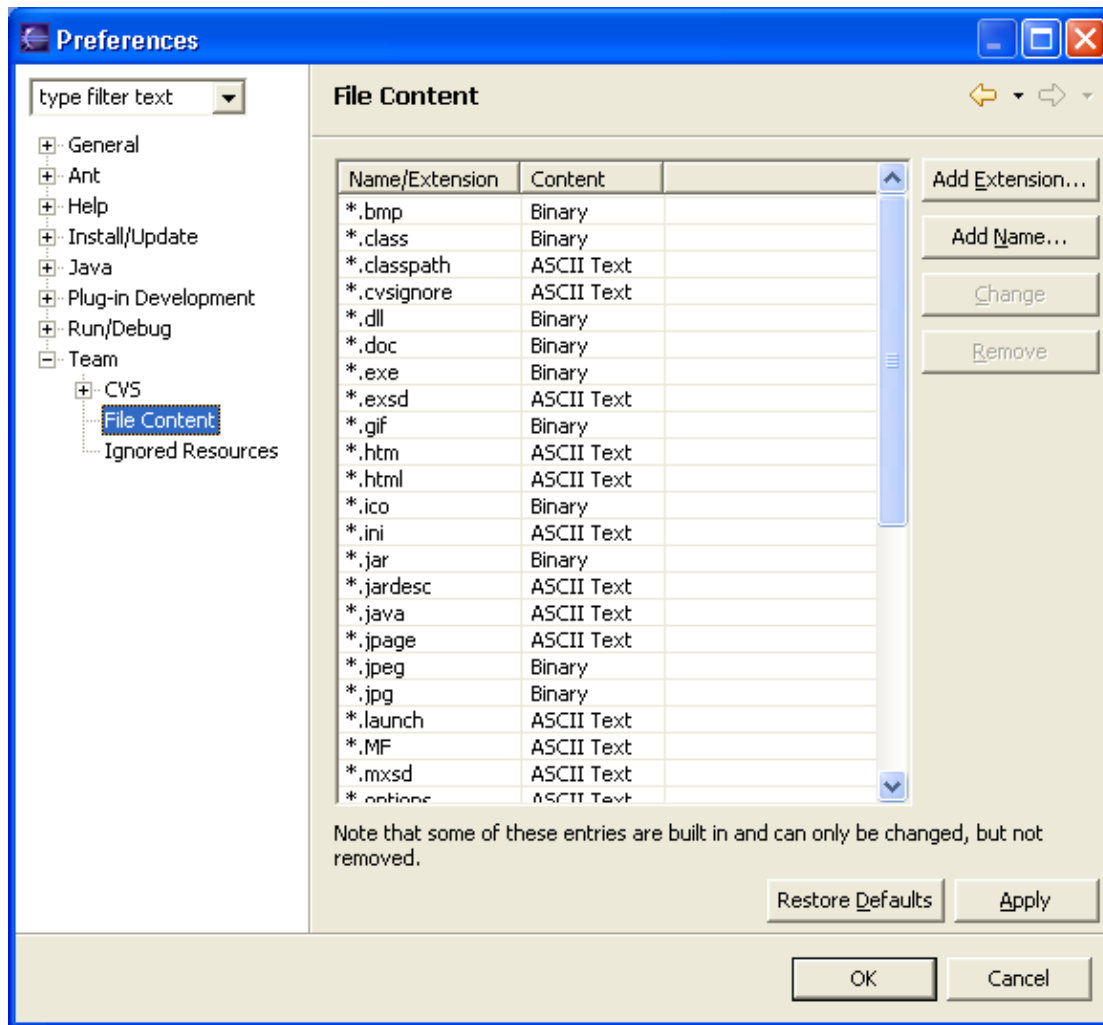 Preferences
type filter text
File Content
General
Ant
Help
Install/Update
Java
Plug-in Development
Run/Debug
Team
CVS
File Content
Ignored Resources
Name/Extension Content
*.bmp Binary
*.class Binary
*.classpath ASCII Text
*.cvsignore ASCII Text
*.dll Binary
*.doc Binary
*.exe Binary
*.exsd ASCII Text
*.gif Binary
*.htm ASCII Text
*.html ASCII Text
*.ico Binary
*.ini ASCII Text
*.jar Binary
*.jardesc ASCII Text
*.java ASCII Text
*.jpage ASCII Text
*.jpeg Binary
*.jpg Binary
*.launch ASCII Text
*.MF ASCII Text
*.mxsd ASCII Text
*.options ASCII Text
Add Extension...
Add Name...
Change
Remove
Note that some of these entries are built in and can only be changed, but not
removed.
Restore Defaults Apply
OK Cancel